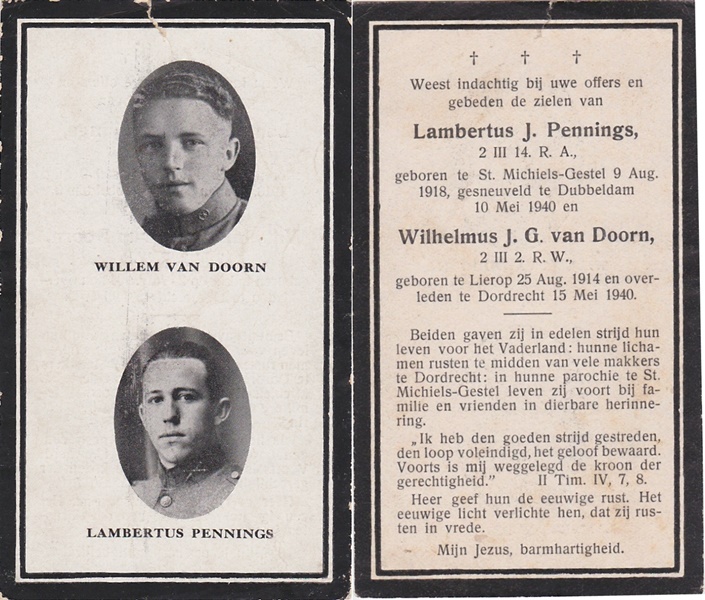 WILLEM VAN DOORN
LAMBERTUS PENNINGS
† † †
Weest indachtig bij uwe offers en
gebeden de zielen van
Lambertus J. Pennings,
2 III 14. R. A.,
geboren te St. Michiels-Gestel 9 Aug.
1918, gesneuveld te Dubbeldam
10 Mei 1940 en
Wilhelmus J. G. van Doorn,
2 III 2. R. W.,
geboren te Lierop 25 Aug. 1914 en over-
leden te Dordrecht 15 Mei 1940.
Beiden gaven zij in edelen strijd hun
leven voor het Vaderland: hunne licha-
men rusten te midden van vele makkers
te Dordrecht: in hunne parochie te St.
Michiels-Gestel leven zij voort bij fa-
milie en vrienden in dierbare herinne-
ring.
„Ik heb den goeden strijd gestreden,
den loop voleindigd, het geloof bewaard.
Voorts is mij weggelegd de kroon der
gerechtigheid." II Tim. IV, 7, 8.
Heer geef hun de eeuwige rust. Het
eeuwige licht verlichte hen, dat zij rus-
ten in vrede.
Mijn Jezus, barmhartigheid.